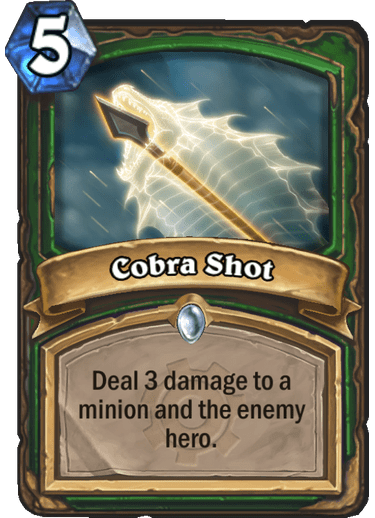 5
Cobra Shot
Deal 3 damage to a
minion and the enemy
hero.